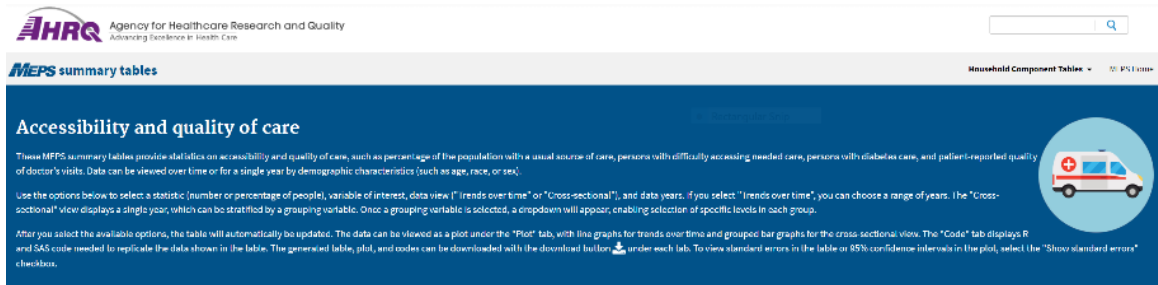 AHRQ
Agency for Healthcare Research and Quality
Advancing Excellence in Health Care
MEPS summary tables
Household Component Tables
MEPS Home
Accessibility and quality of care
These MEPS summary tables provide statistics on accessibility and quality of care, such as percentage of the population with a usual source of care, persons with difficulty accessing needed care, persons with diabetes care, and patient-reported quality
of doctor's visits. Data can be viewed over time or for a single year by demographic characteristics (such as age, race, or sex).
Use the options below to select a statistic (number or percentage of people), variable of interest, data view ("Trends over time" or "Cross-sectional"), and data years. If you select "Trends over time", you can choose a range of years. The "Cross-
sectional" view displays a single year, which can be stratified by a grouping variable. Once a grouping variable is selected, a dropdown will appear, enabling selection of specific levels in each group.
After you select the available options, the table will automatically be updated. The data can be viewed as a plot under the "Plot" tab, with line graphs for trends over time and grouped bar graphs for the cross-sectional view. The "Code" tab displays R
and SAS code needed to replicate the data shown in the table. The generated table, plot, and codes can be downloaded with the download button under each tab. To view standard errors in the table or 95% confidence intervals in the plot, select the "Show standard errors"
checkbox.